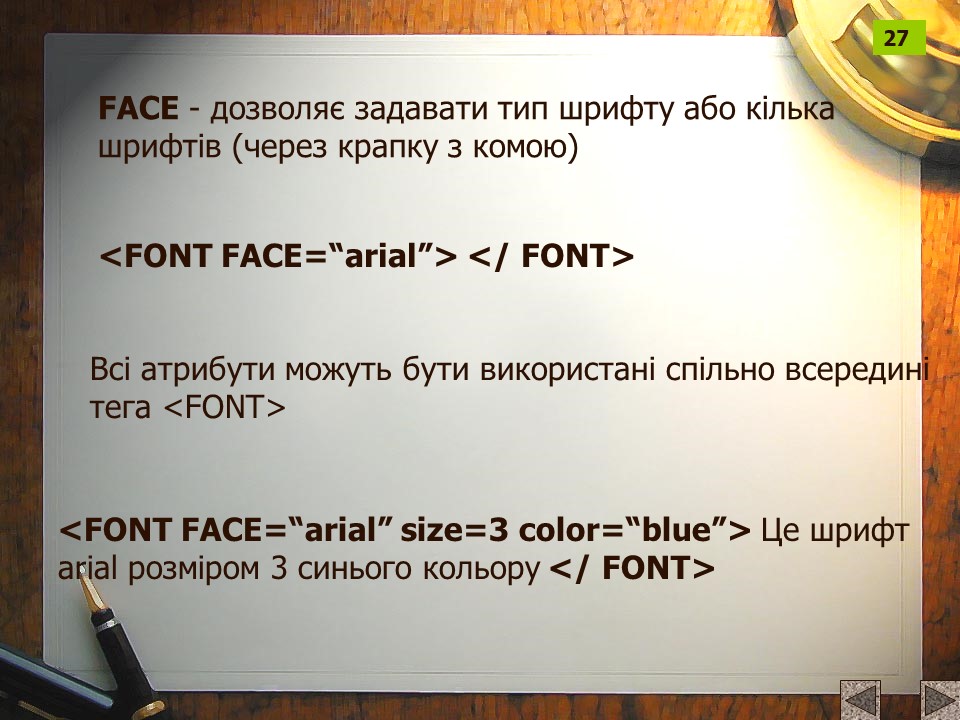 27
FACE - дозволяє задавати тип шрифту або кілька
шрифтів (через крапку з комою)
<FONT FACE=“arial”> </ FONT>
Всі атрибути можуть бути використані спільно всередині
тега <FONT>
<FONT FACE=“arial” size=3 color=“blue”> Це шрифт
arial розміром 3 синього кольору </ FONT>